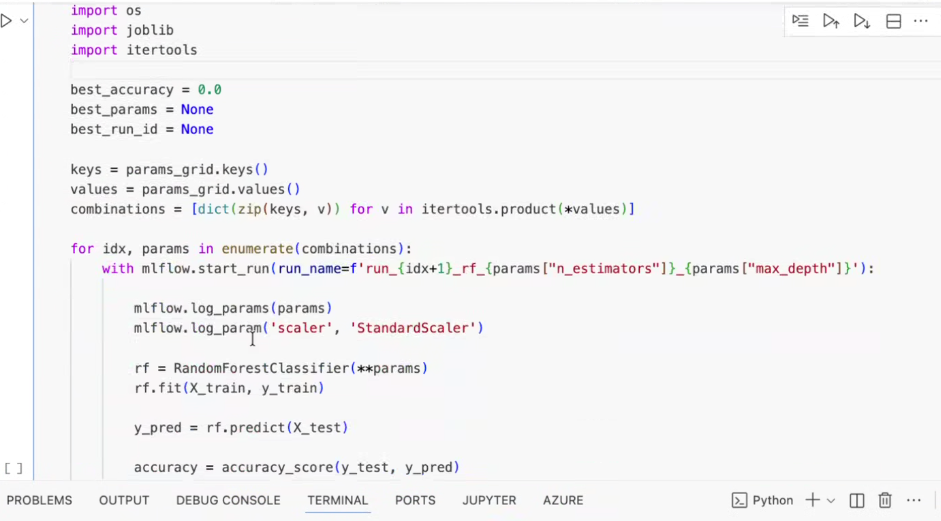 import os
import joblib
import itertools
best_accuracy = 0.0
best_params = None
best_run_id = None
keys = params_grid.keys()
values = params_grid.values()
combinations = [dict(zip(keys, v)) for v in itertools.product(*values)]
for idx, params in enumerate(combinations):
with mlflow.start_run(run_name=f'run_{idx+1}_rf_{params["n_estimators"]}_{params["max_depth"]}'):
mlflow.log_params(params)
mlflow.log_param('scaler', 'StandardScaler')
rf = RandomForestClassifier(**params)
rf.fit(X_train, y_train)
y_pred = rf.predict(X_test)
[ ]
accuracy = accuracy_score(y_test, y_pred)
PROBLEMS OUTPUT DEBUG CONSOLE TERMINAL PORTS JUPYTER AZURE Python